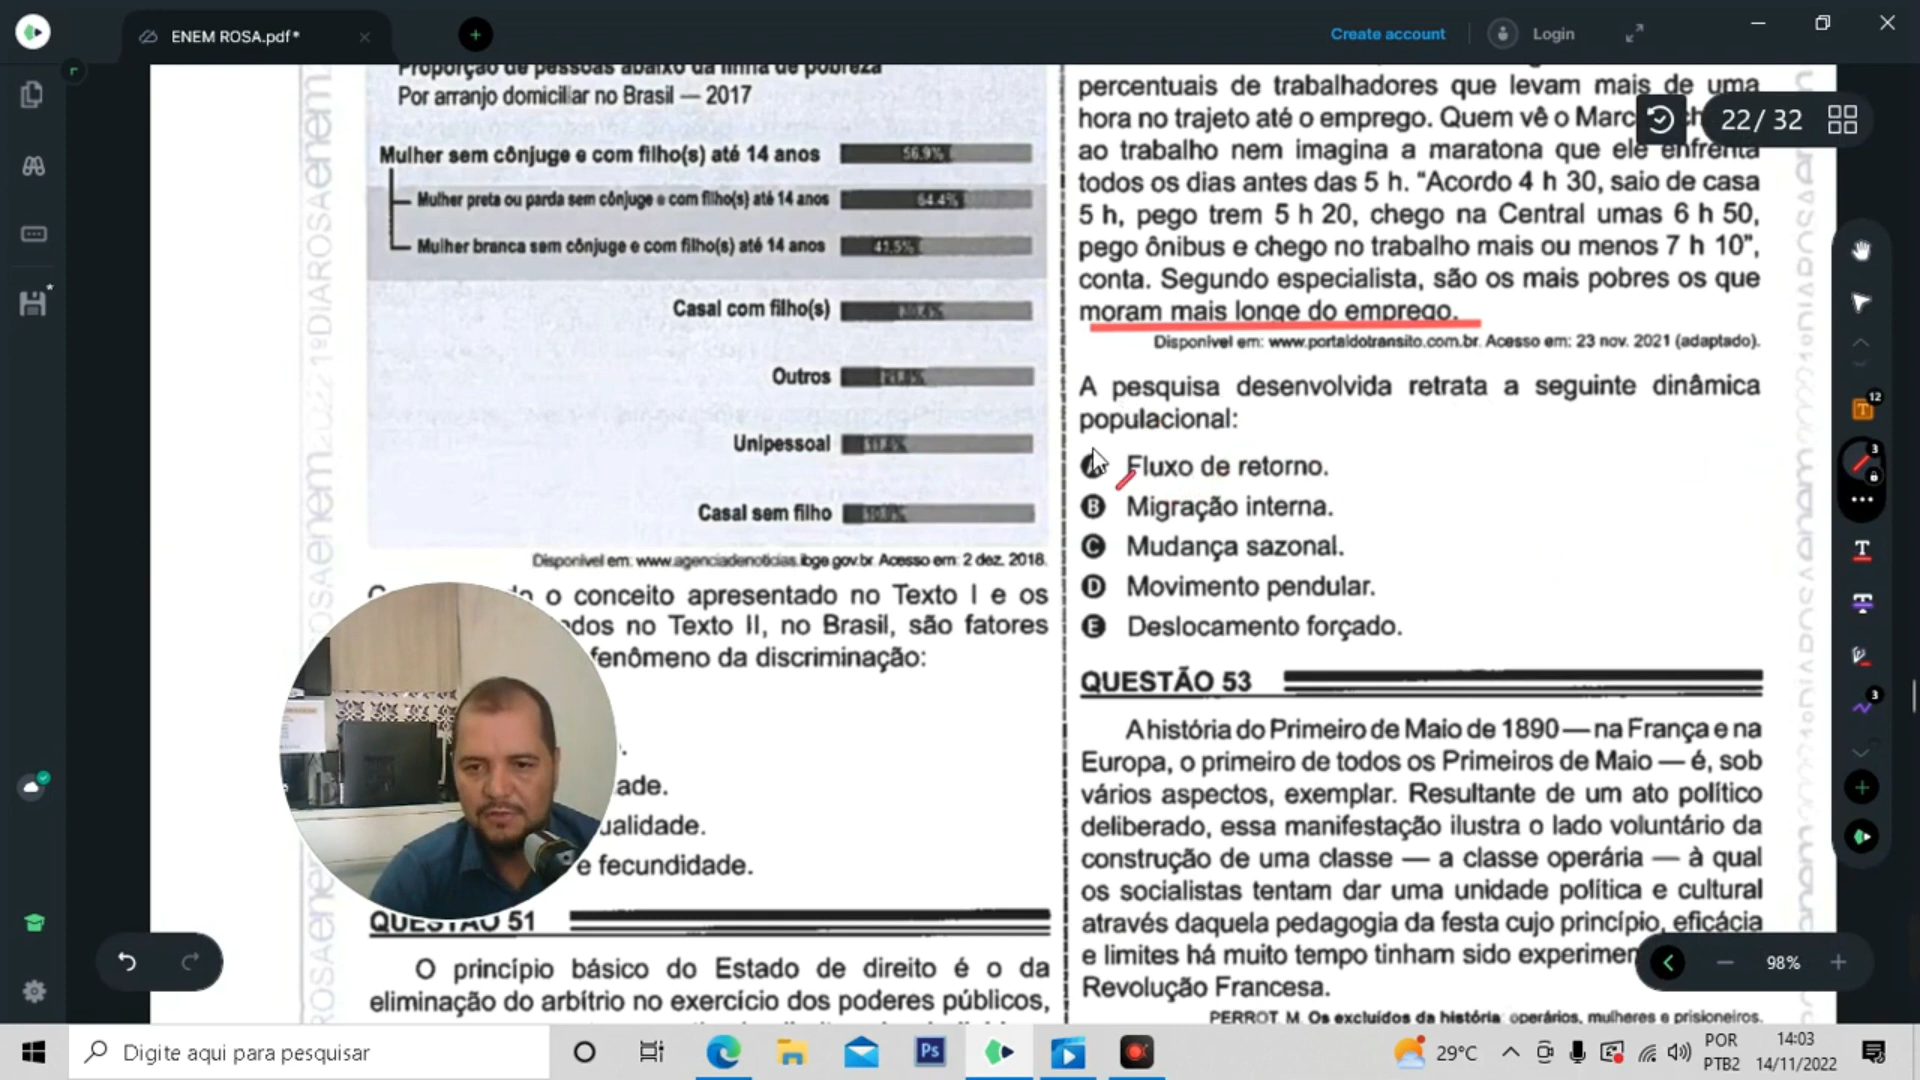 ENEM ROSA.pdf*
Create account
Login
22/ 32
Proporção de pessoas abaixo da linha de pobreza
Por arranjo domiciliar no Brasil — 2017
Mulher sem cônjuge e com filho(s) até 14 anos
56.9%
Mulher preta ou parda sem cônjuge e com filho(s) até 14 anos
64.4%
Mulher branca sem cônjuge e com filho(s) até 14 anos
41.5%
Casal com filho(s)
Outros
Unipessoal
Casal sem filho
Disponível em: www.agenciadenoticias.ibge.gov.br. Acesso em: 2 dez. 2018.
o conceito apresentado no Texto I e os
ados no Texto II, no Brasil, são fatores
fenômeno da discriminação:
ade.
ualidade.
e fecundidade.
QUESTÃO 51
O princípio básico do Estado de direito é o da
eliminação do arbítrio no exercício dos poderes públicos,
percentuais de trabalhadores que levam mais de uma
hora no trajeto até o emprego. Quem vê o
ao trabalho nem imagina a maratona que ele enfrenta
todos os dias antes das 5 h. “Acordo 4 h 30, saio de casa
5 h, pego trem 5 h 20, chego na Central umas 6 h 50,
pego ônibus e chego no trabalho mais ou menos 7 h 10”,
conta. Segundo especialista, são os mais pobres os que
moram mais longe do emprego.
Disponível em: www.portaldotransito.com.br. Acesso em: 23 nov. 2021 (adaptado).
A pesquisa desenvolvida retrata a seguinte dinâmica
populacional:
A Fluxo de retorno.
B Migração interna.
C Mudança sazonal.
D Movimento pendular.
E Deslocamento forçado.
QUESTÃO 53
A história do Primeiro de Maio de 1890 — na França e na
Europa, o primeiro de todos os Primeiros de Maio — é, sob
vários aspectos, exemplar. Resultante de um ato político
deliberado, essa manifestação ilustra o lado voluntário da
construção de uma classe — a classe operária — à qual
os socialistas tentam dar uma unidade política e cultural
através daquela pedagogia da festa cujo princípio, eficácia
e limites há muito tempo tinham sido experimen
Revolução Francesa.
PERROT, M. Os excluídos da história: operários, mulheres e prisioneiros.
12
3
3
98%
Digite aqui para pesquisar
Ps
29°C
POR
PTB2
14:03
14/11/2022